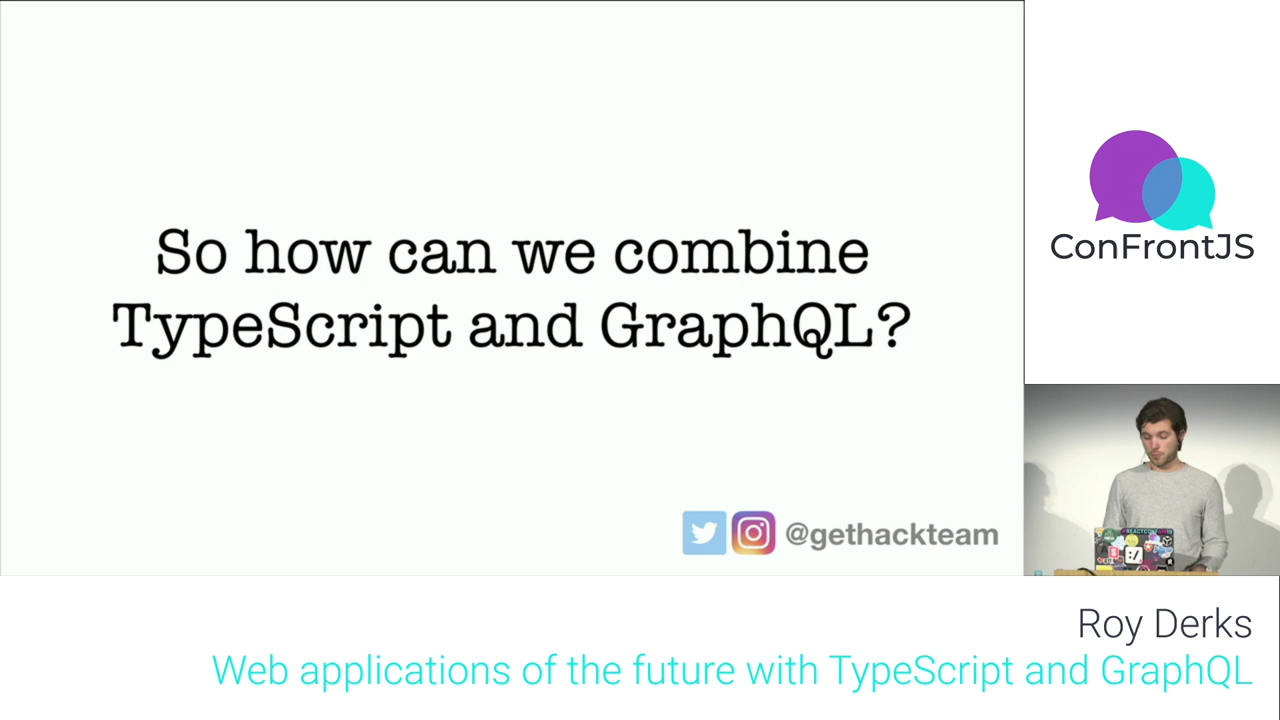 So how can we combine
TypeScript and GraphQL?
@gethackteam
ConFrontJS
Roy Derks
Web applications of the future with TypeScript and GraphQL